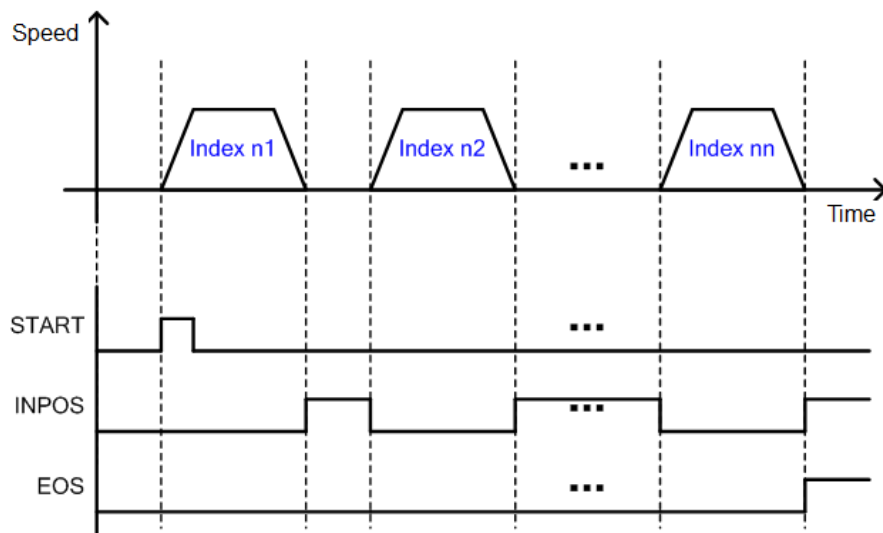 Speed
Index n1
Index n2
...
Index nn
Time
START
...
INPOS
...
EOS
...